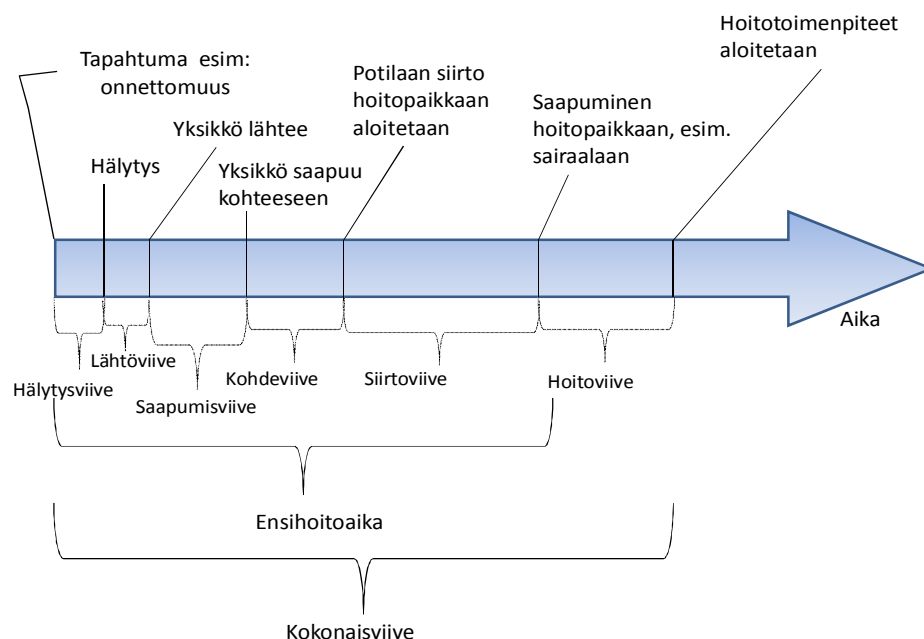 Tapahtuma esim:
onnettomuus
Hälytys
Yksikkö lähtee
Yksikkö saapuu
kohteeseen
Potilaan siirto
hoitopaikkaan
aloitetaan
Saapuminen
hoitopaikkaan, esim.
sairaalaan
Hoitotoimenpiteet
aloitetaan
Aika
Hälytysviive
Lähtöviive
Saapumisviive
Kohdeviive
Siirtoviive
Hoitoviive
Ensihoitoaika
Kokonaisviive